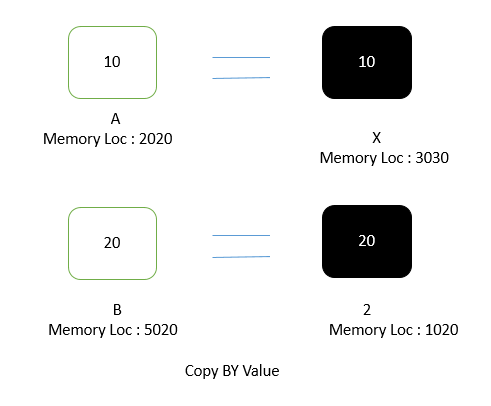 10
10
A
Memory Loc : 2020
X
Memory Loc : 3030
20
20
B
Memory Loc : 5020
2
Memory Loc : 1020
Copy BY Value